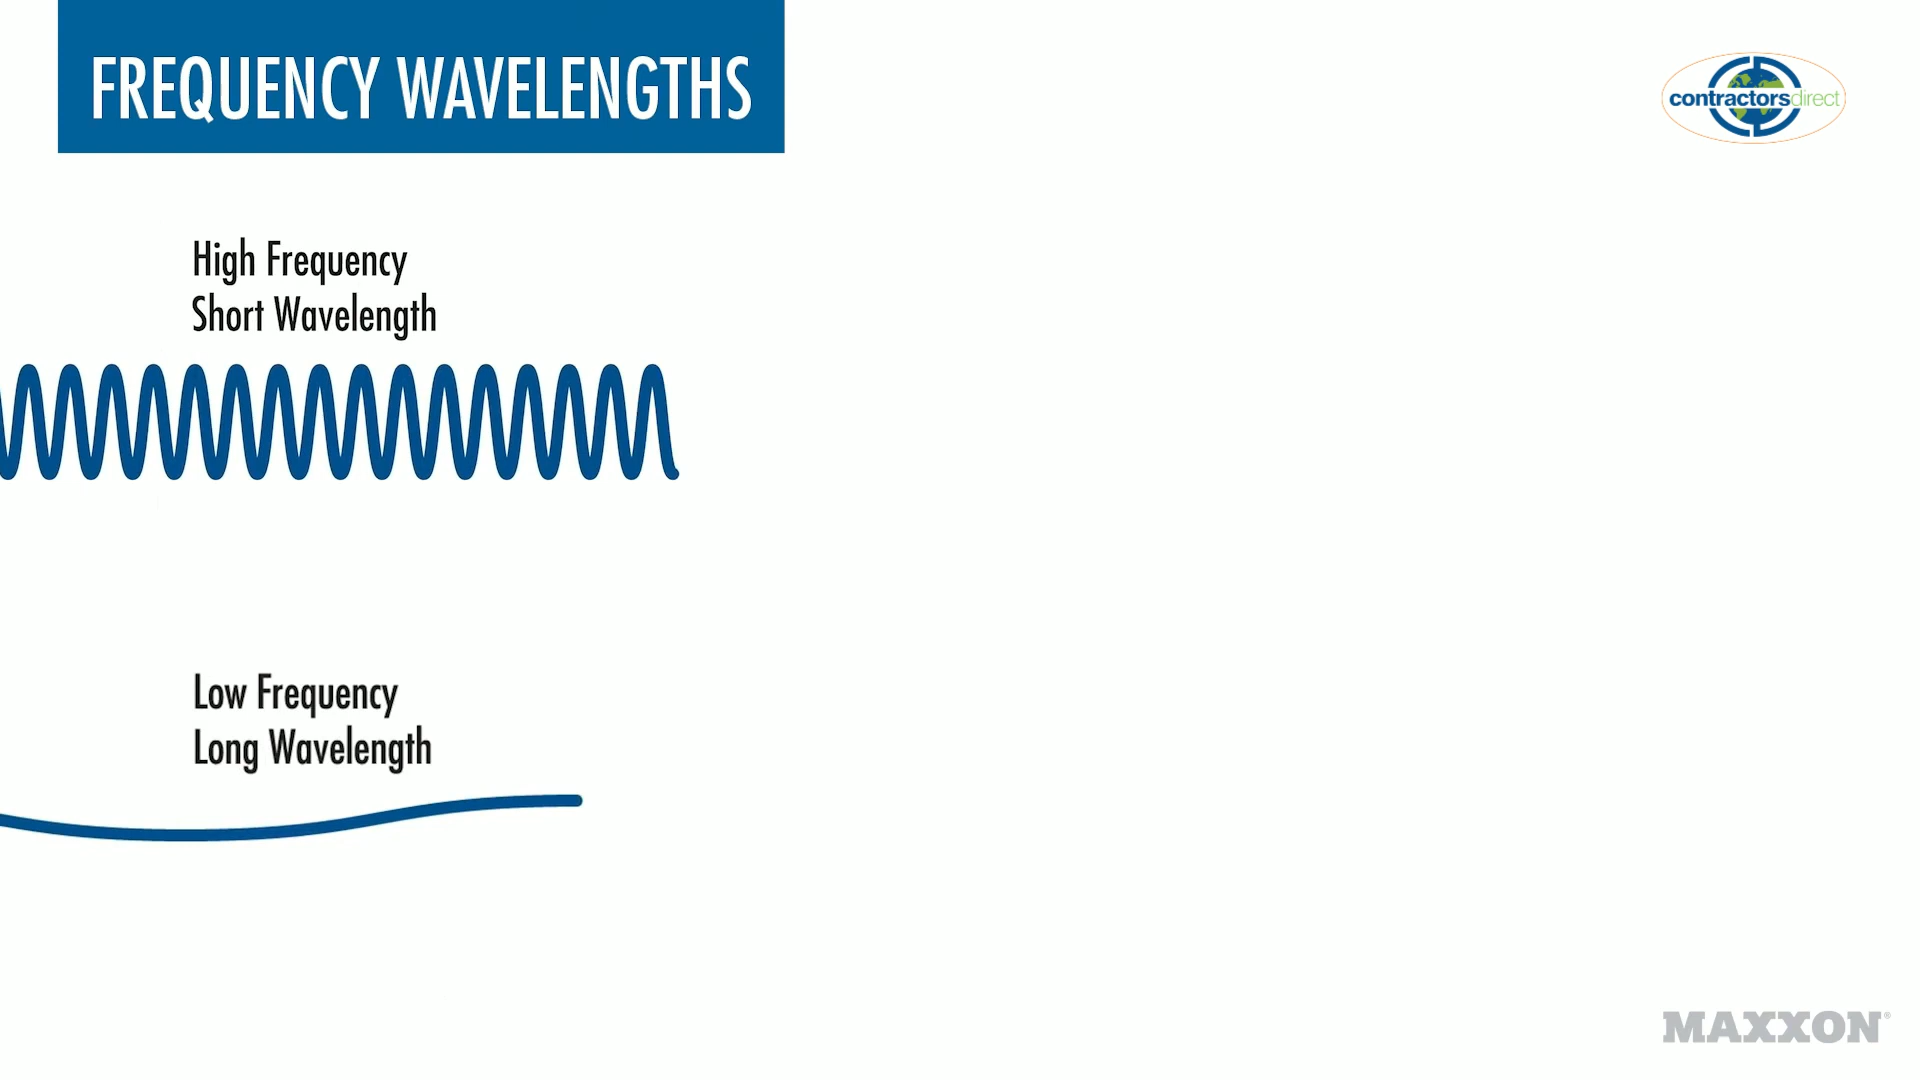 FREQUENCY WAVELENGTHS
contractorsdirect
High Frequency
Short Wavelength
Low Frequency
Long Wavelength
MAXXON®